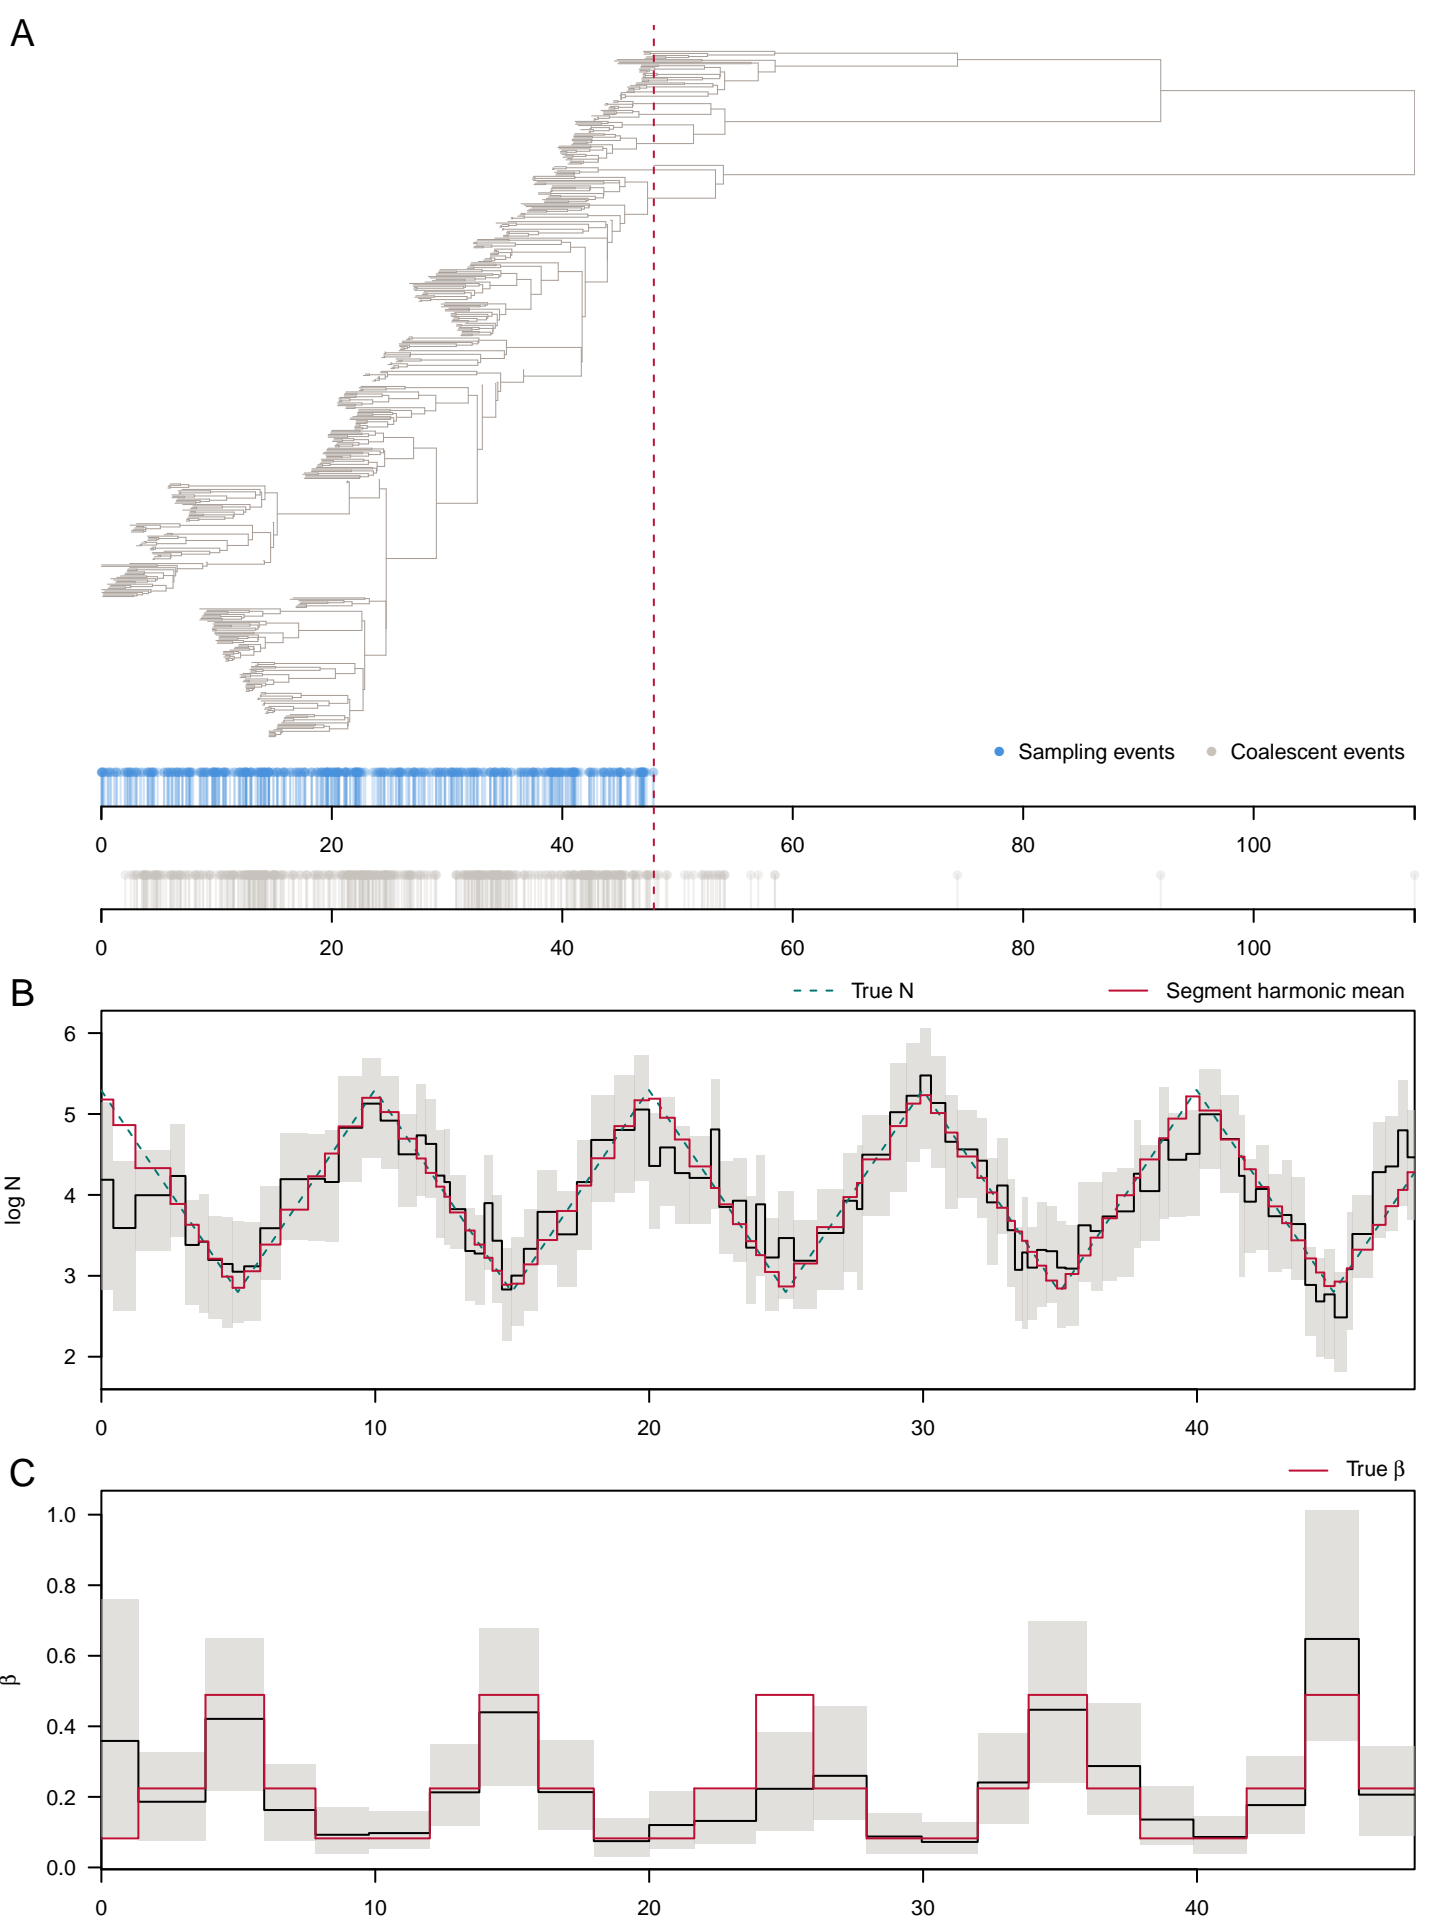 A
Sampling events Coalescent events
0 20 40 60 80 100
0 20 40 60 80 100
B
True N Segment harmonic mean
6
5
4
3
2
log N
0 10 20 30 40
C
True β
1.0
0.8
0.6
0.4
0.2
0.0
β
0 10 20 30 40